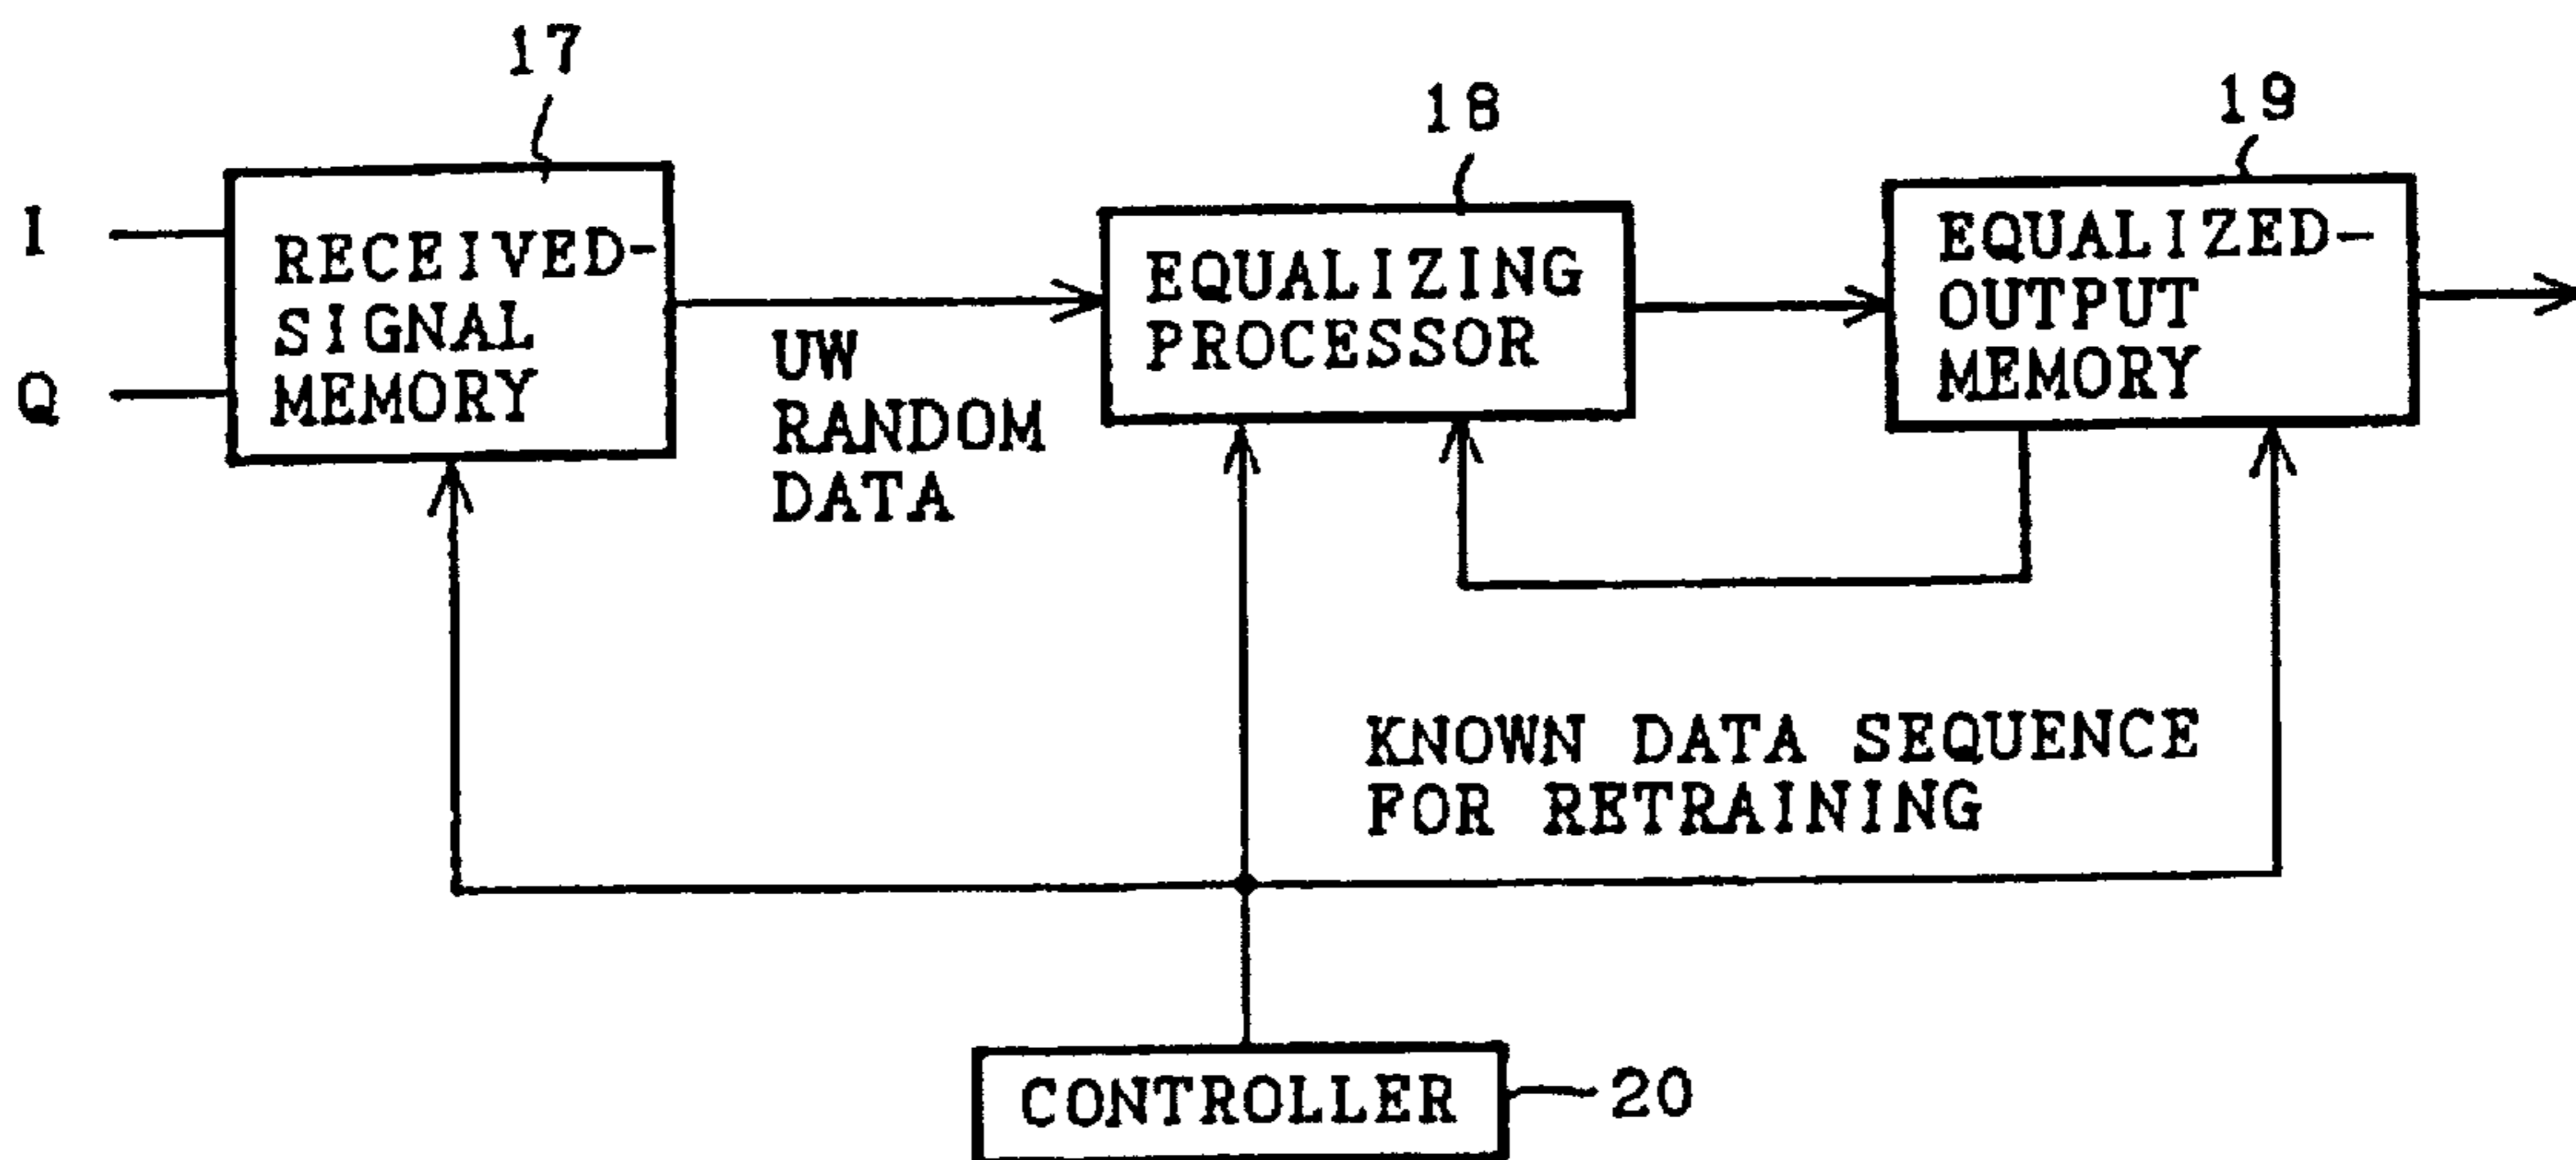 17
18
19
I
Q
RECEIVED-
SIGNAL
MEMORY
UW
RANDOM
DATA
EQUALIZING
PROCESSOR
EQUALIZED-
OUTPUT
MEMORY
KNOWN DATA SEQUENCE
FOR RETRAINING
CONTROLLER
20